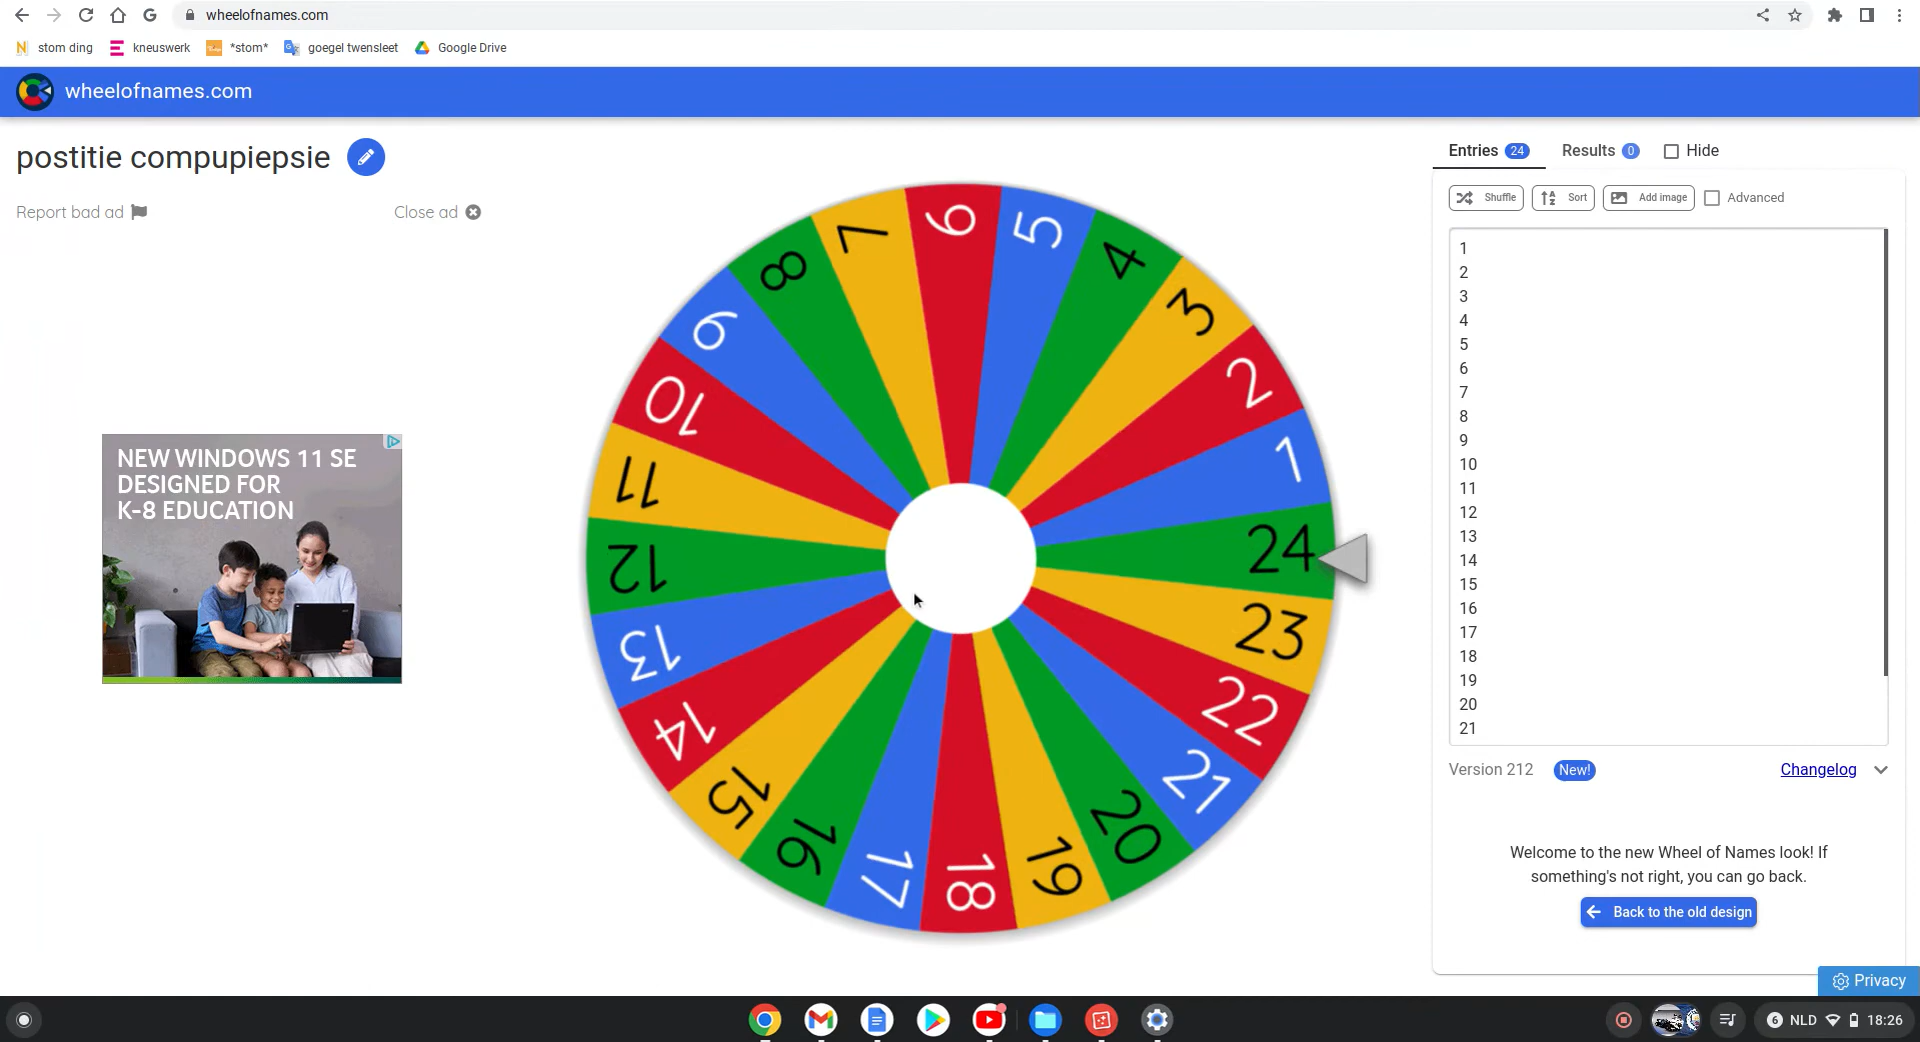 wheelofnames.com
stom ding
kneuswerk
*stom*
goegel twensleet
Google Drive
wheelofnames.com
postitie compupiepsie
Report bad ad
Close ad
NEW WINDOWS 11 SE
DESIGNED FOR
K-8 EDUCATION
1
2
3
4
5
6
7
8
9
10
11
12
13
14
15
16
17
18
19
20
21
22
23
24
Entries 24
Results 0
Hide
Shuffle
Sort
Add image
Advanced
1
2
3
4
5
6
7
8
9
10
11
12
13
14
15
16
17
18
19
20
21
Version 212
New!
Changelog
Welcome to the new Wheel of Names look! If
something's not right, you can go back.
Back to the old design
Privacy
6 NLD 18:26